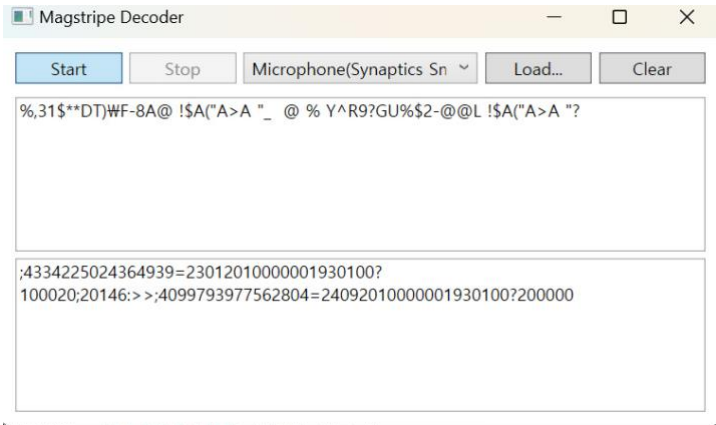 Magstripe Decoder
Start Stop Microphone(Synaptics Sn Load... Clear
%,31$**DT)₩F-8A@ !$A("A>A "_ @ % Y^R9?GU%$2-@@L !$A("A>A "?
;4334225024364939=23012010000001930100?
100020;20146:>>;4099793977562804=24092010000001930100?200000